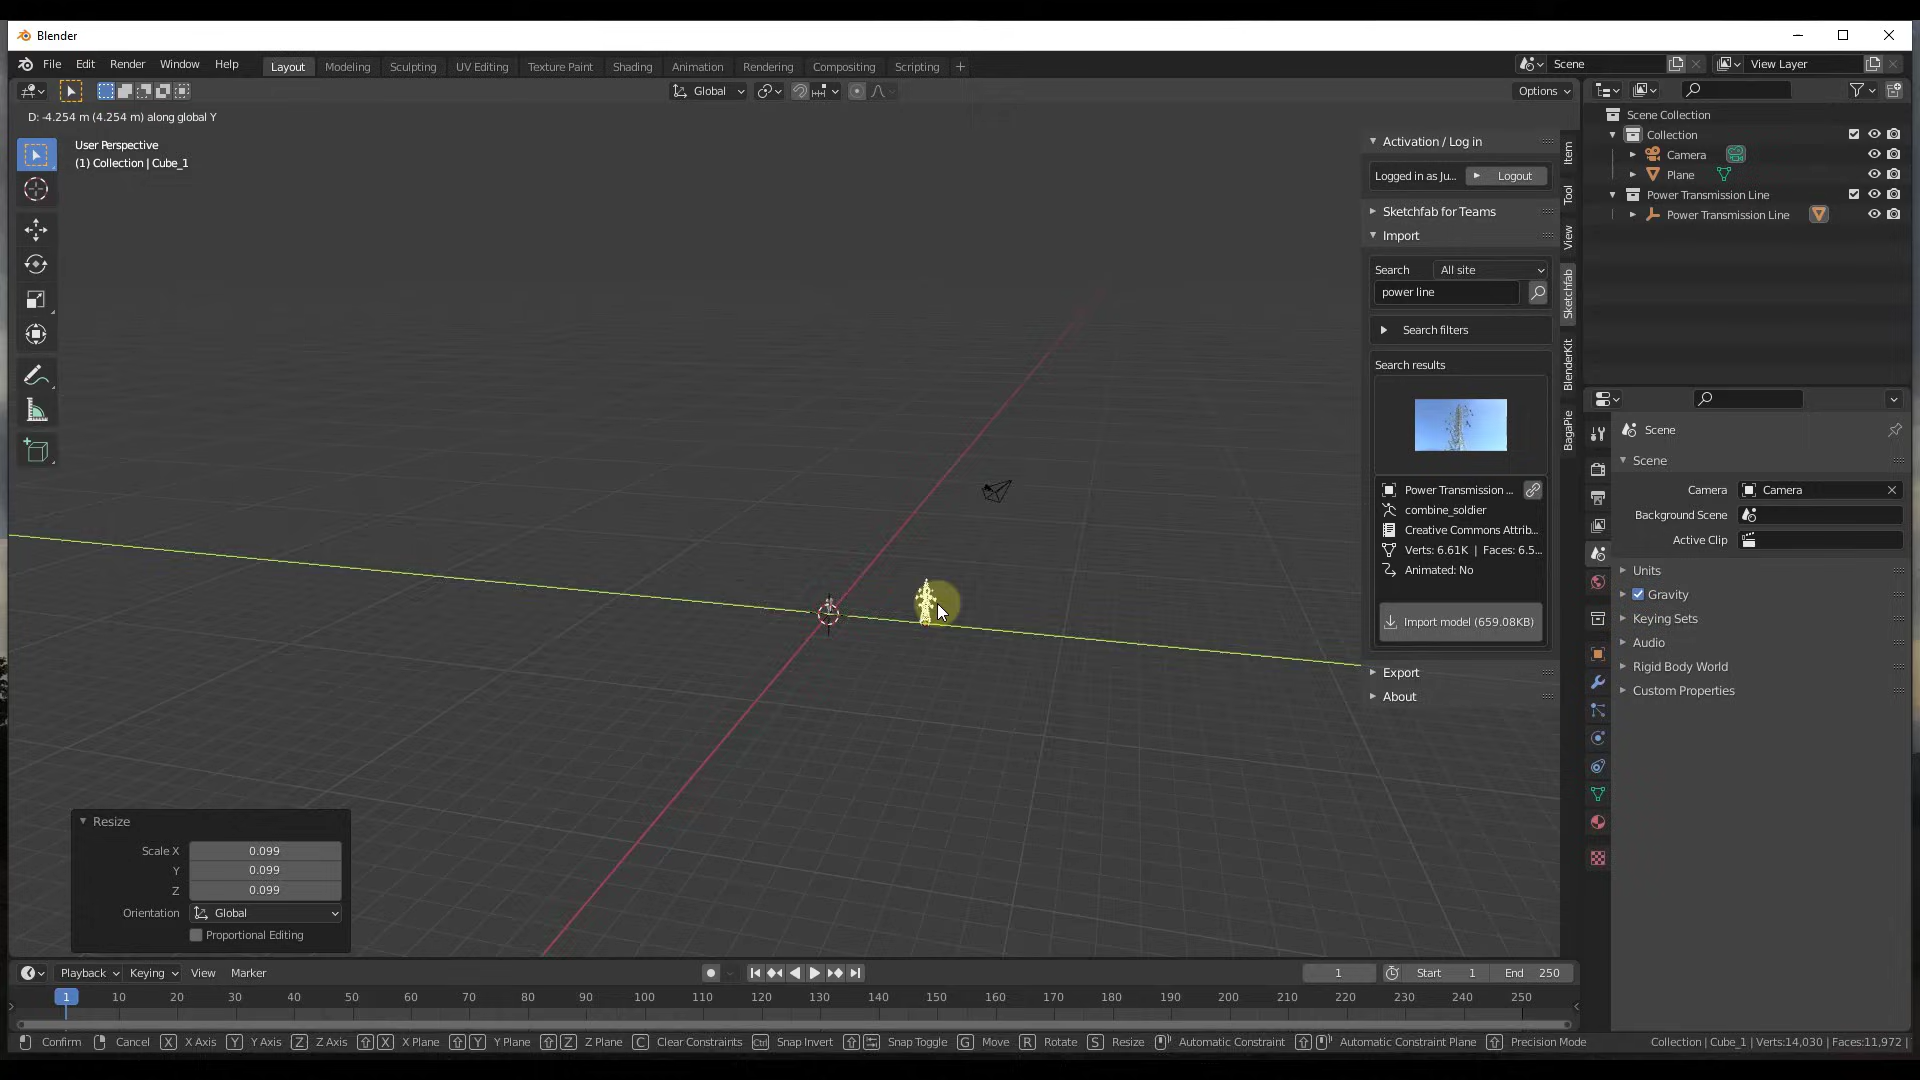 Blender
File Edit Render Window Help
Layout Modeling Sculpting UV Editing Texture Paint Shading Animation Rendering Compositing Scripting +
Scene
View Layer
Global
Options
D: -4.254 m (4.254 m) along global Y
User Perspective
(1) Collection | Cube_1
Activation / Log in
Logged in as Ju...
Logout
Sketchfab for Teams
Import
Search
All site
power line
Search filters
Search results
Power Transmission ...
combine_soldier
Creative Commons Attrib...
Verts: 6.61K | Faces: 6.5...
Animated: No
Import model (659.08KB)
Export
About
Item
Tool
View
Sketchfab
BlenderKit
BagaPie
Scene Collection
Collection
Camera
Plane
Power Transmission Line
Power Transmission Line
Scene
Scene
Camera
Camera
Background Scene
Active Clip
Units
Gravity
Keying Sets
Audio
Rigid Body World
Custom Properties
Resize
Scale X 0.099
Y 0.099
Z 0.099
Orientation Global
Proportional Editing
Playback Keying View Marker
1
Start 1
End 250
1 10 20 30 40 50 60 70 80 90 100 110 120 130 140 150 160 170 180 190 200 210 220 230 240 250
Confirm Cancel X X Axis Y Y Axis Z Z Axis X X Plane Y Y Plane Z Z Plane C Clear Constraints Ctrl Snap Invert Snap Toggle G Move R Rotate S Resize Automatic Constraint Automatic Constraint Plane Precision Mode
Collection | Cube_1 | Verts:14,030 | Faces:11,972 |